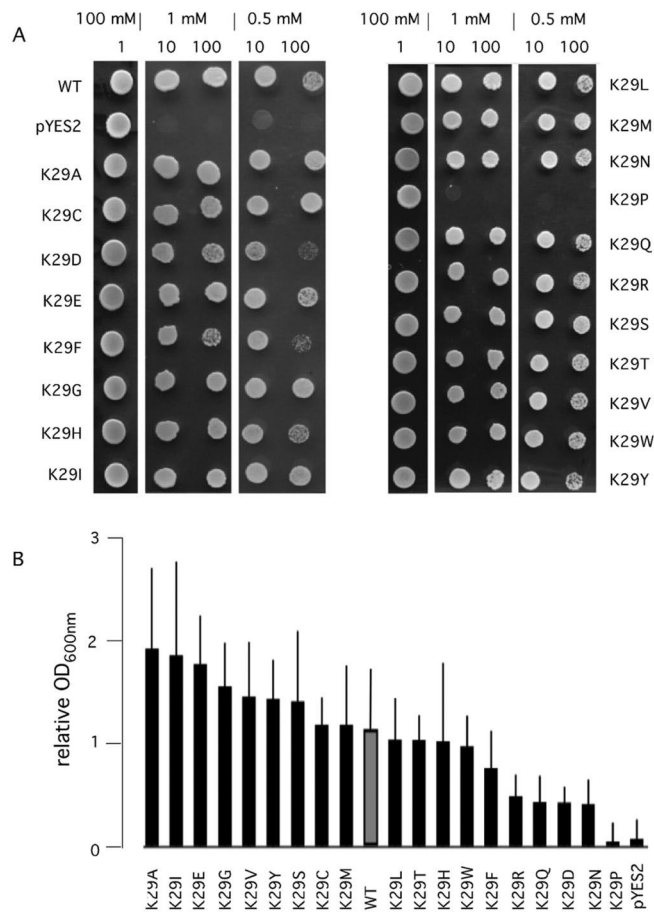 A
100 mM | 1 mM | 0.5 mM
1 10 100 10 100
WT
pYES2
K29A
K29C
K29D
K29E
K29F
K29G
K29H
K29I
100 mM | 1 mM | 0.5 mM
1 10 100 10 100
K29L
K29M
K29N
K29P
K29Q
K29R
K29S
K29T
K29V
K29W
K29Y
B
relative OD600nm
3
2
1
0
K29A K29I K29E K29G K29V K29Y K29S K29C K29M WT K29L K29T K29H K29W K29F K29R K29Q K29D K29N K29P pYES2